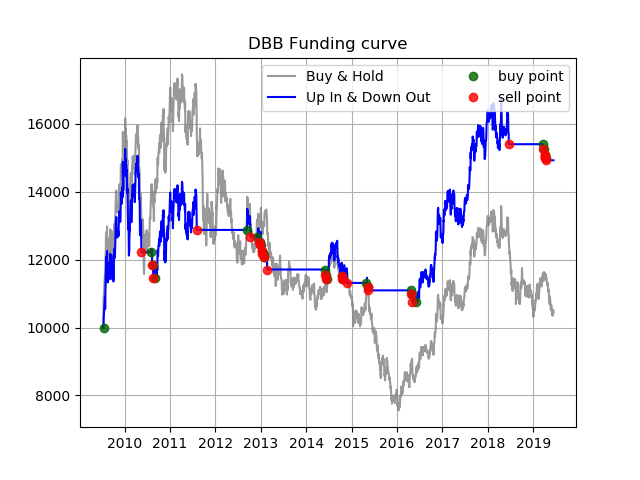 DBB Funding curve
Buy & Hold
Up In & Down Out
buy point
sell point
16000
14000
12000
10000
8000
2010 2011 2012 2013 2014 2015 2016 2017 2018 2019